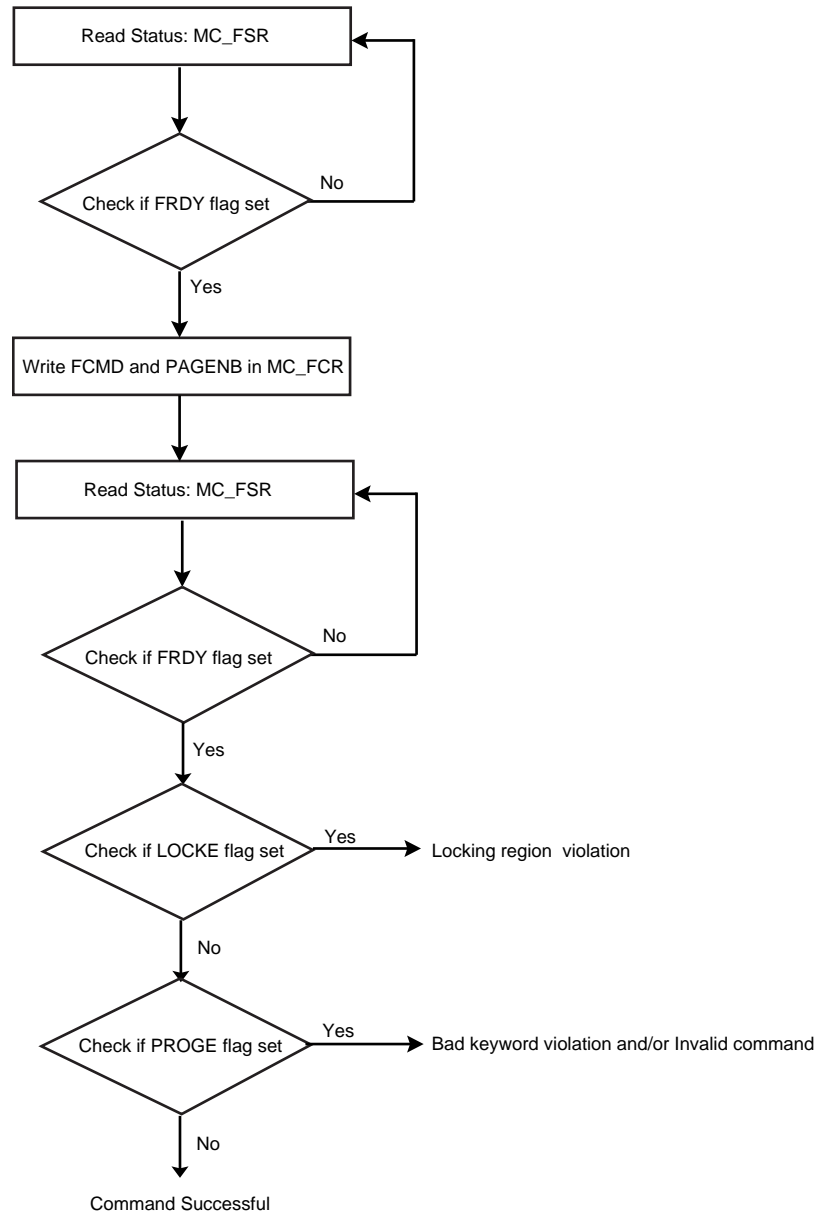 Read Status: MC_FSR
No
Check if FRDY flag set
Yes
Write FCMD and PAGENB in MC_FCR
Read Status: MC_FSR
No
Check if FRDY flag set
Yes
Check if LOCKE flag set
Yes
Locking region violation
No
Check if PROGE flag set
Yes
Bad keyword violation and/or Invalid command
No
Command Successful